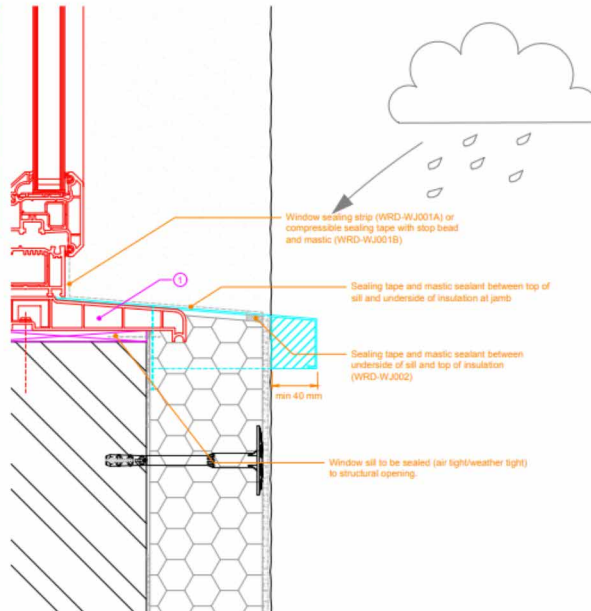 Window sealing strip (WRD-WJ001A) or
compressible sealing tape with stop bead
and mastic (WRD-WJ001B)
1
Sealing tape and mastic sealant between top of
sill and underside of insulation at jamb
Sealing tape and mastic sealant between
underside of sill and top of insulation
(WRD-WJ002)
min 40 mm
Window sill to be sealed (air tight/weather tight)
to structural opening.